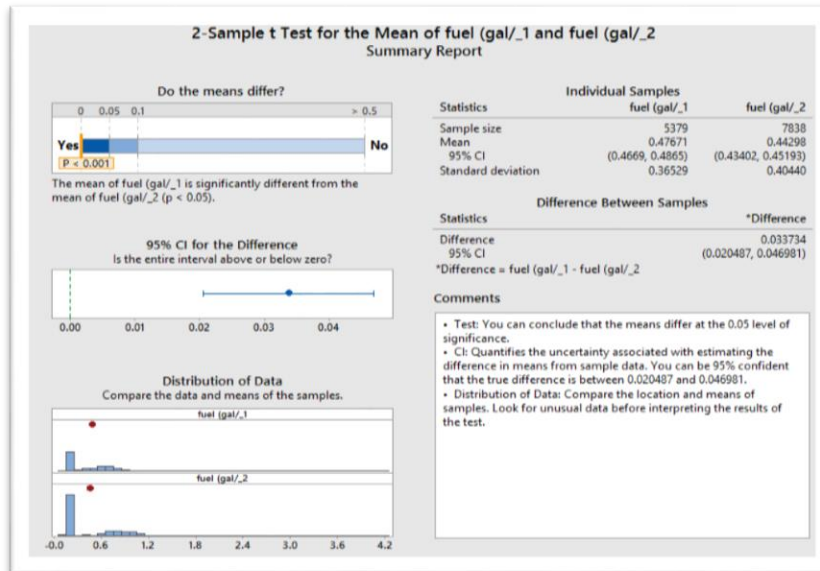 2-Sample t Test for the Mean of fuel (gal/_1 and fuel (gal/_2
Summary Report
Do the means differ?
0 0.05 0.1 > 0.5
Yes No
P < 0.001
The mean of fuel (gal/_1 is significantly different from the
mean of fuel (gal/_2 (p < 0.05).
95% CI for the Difference
Is the entire interval above or below zero?
0.00 0.01 0.02 0.03 0.04
Distribution of Data
Compare the data and means of the samples.
fuel (gal/_1
fuel (gal/_2
-0.0 0.6 1.2 1.8 2.4 3.0 3.6 4.2
Individual Samples
Statistics fuel (gal/_1 fuel (gal/_2
Sample size 5379 7838
Mean 0.47671 0.44298
95% CI (0.4669, 0.4865) (0.43402, 0.45193)
Standard deviation 0.36529 0.40440
Difference Between Samples
Statistics *Difference
Difference 0.033734
95% CI (0.020487, 0.046981)
*Difference = fuel (gal/_1 - fuel (gal/_2
Comments
• Test: You can conclude that the means differ at the 0.05 level of
significance.
• CI: Quantifies the uncertainty associated with estimating the
difference in means from sample data. You can be 95% confident
that the true difference is between 0.020487 and 0.046981.
• Distribution of Data: Compare the location and means of
samples. Look for unusual data before interpreting the results of
the test.